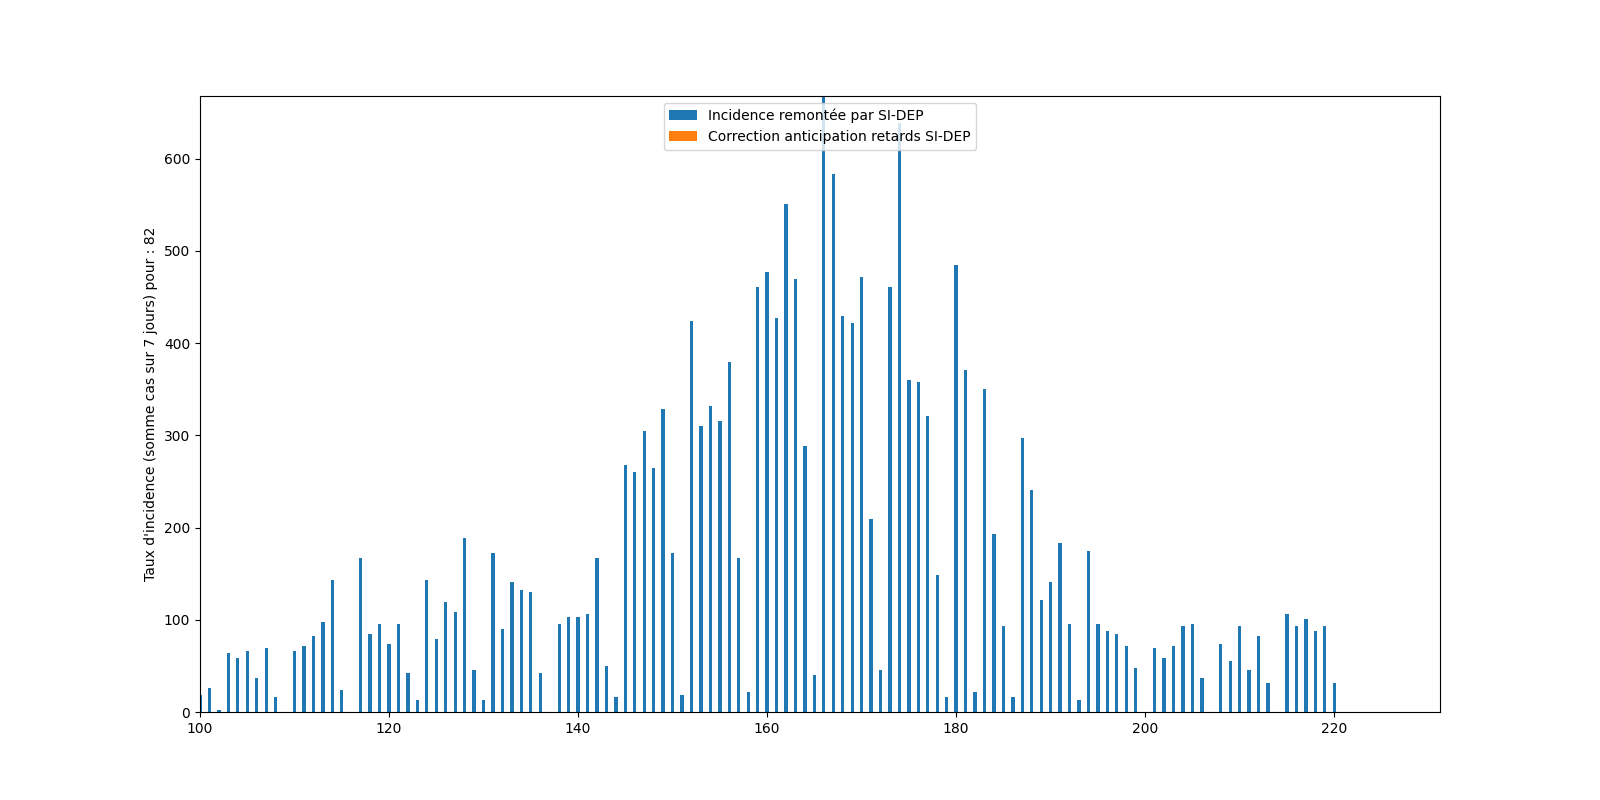 Incidence remontée par SI-DEP
Correction anticipation retards SI-DEP
Taux d'incidence (somme cas sur 7 jours) pour : 82
600
500
400
300
200
100
0
100 120 140 160 180 200 220